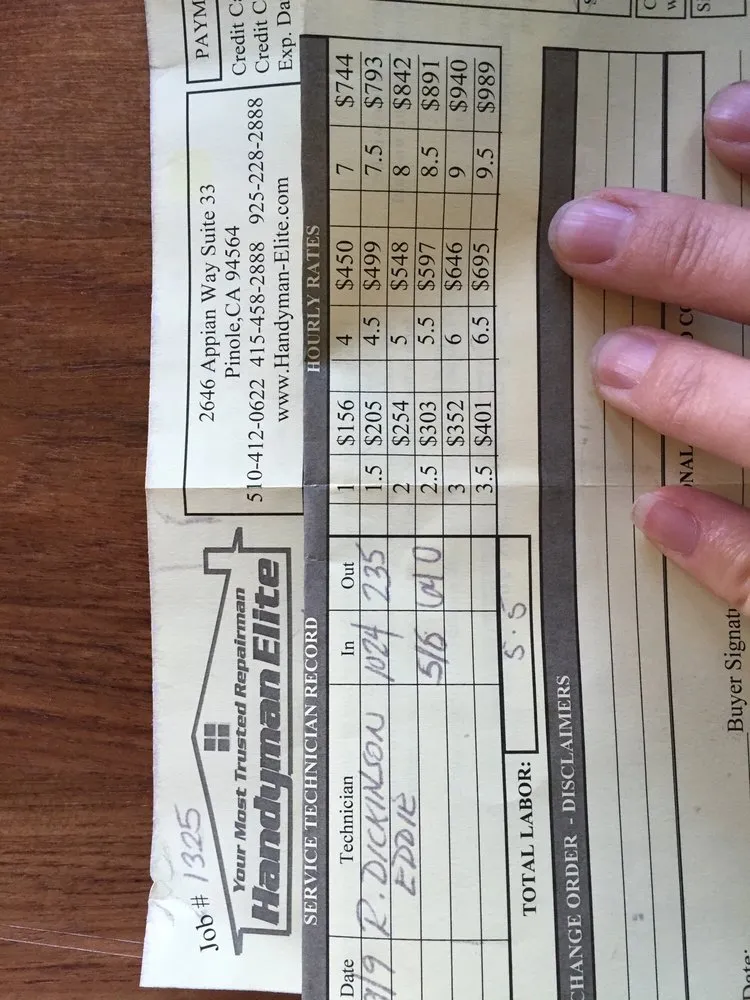 Job # 1325
Your Most Trusted Repairman
Handyman Elite
2646 Appian Way Suite 33
Pinole, CA 94564
510-412-0622 415-458-2888 925-228-2888
www.Handyman-Elite.com
PAYM
Credit C
Credit C
Exp. Da
SERVICE TECHNICIAN RECORD
HOURLY RATES
Date Technician In Out
R. DICKINSON 1024 235
EDDIE
515 640
1 $156 4 $450 7 $744
1.5 $205 4.5 $499 7.5 $793
2 $254 5 $548 8 $842
2.5 $303 5.5 $597 8.5 $891
3 $352 6 $646 9 $940
3.5 $401 6.5 $695 9.5 $989
TOTAL LABOR: 5.5
CHANGE ORDER - DISCLAIMERS
Buyer Signat
Date: